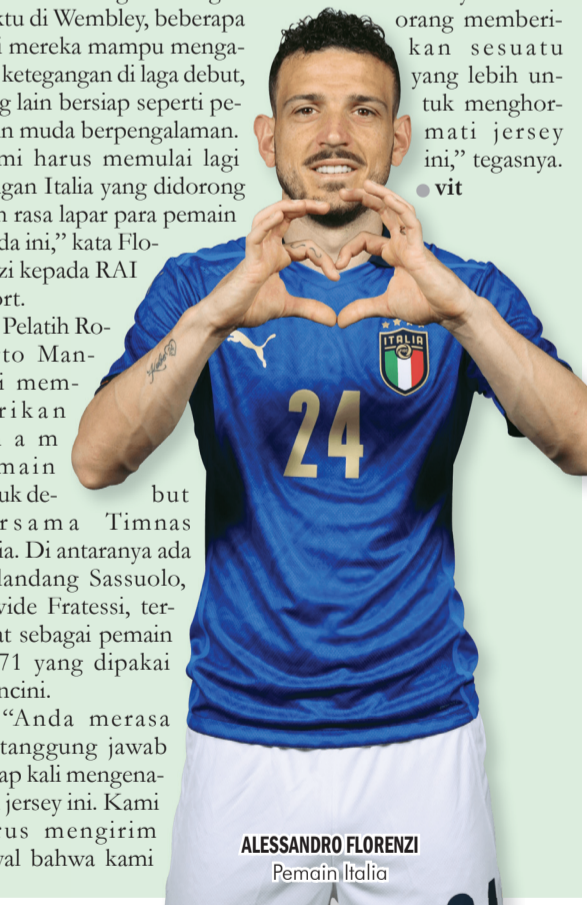 ktu di Wembley, beberapa
i mereka mampu menga-
ketegangan di laga debut,
g lain bersiap seperti pe-
n muda berpengalaman.
mi harus memulai lagi
gan Italia yang didorong
n rasa lapar para pemain
da ini,” kata Flo-
zi kepada RAI
ort.
Pelatih Ro-
to Man-
i mem-
rikan
lam
main
uk de- but
rsama Timnas
ia. Di antaranya ada
landang Sassuolo,
vide Fratessi, ter-
at sebagai pemain
71 yang dipakai
ncini.
“Anda merasa
tanggung jawab
ap kali mengena-
jersey ini. Kami
rus mengirim
yal bahwa kami
orang memberi-
kan sesuatu
yang lebih un-
tuk menghor-
mati jersey
ini,” tegasnya.
● vit
ITALIA
24
ALESSANDRO FLORENZI
Pemain Italia